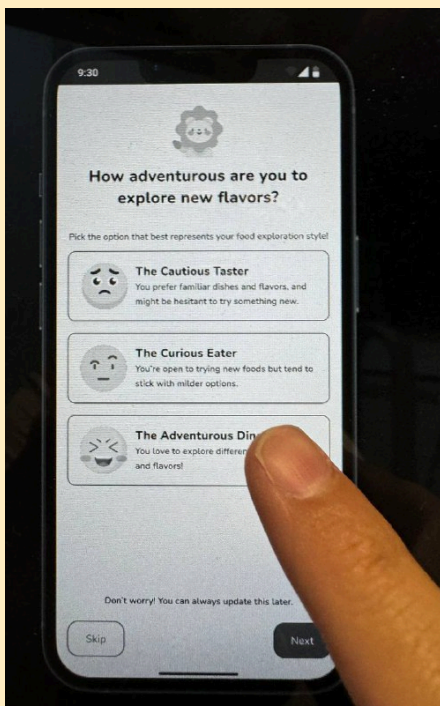 9:30
How adventurous are you to
explore new flavors?
Pick the option that best represents your food exploration style!
The Cautious Taster
You prefer familiar dishes and flavors, and
might be hesitant to try something new.
The Curious Eater
You're open to trying new foods but tend to
stick with milder options.
The Adventurous
You love to explore
and flavors!
Don't worry! You can always update this later.
Skip
Next